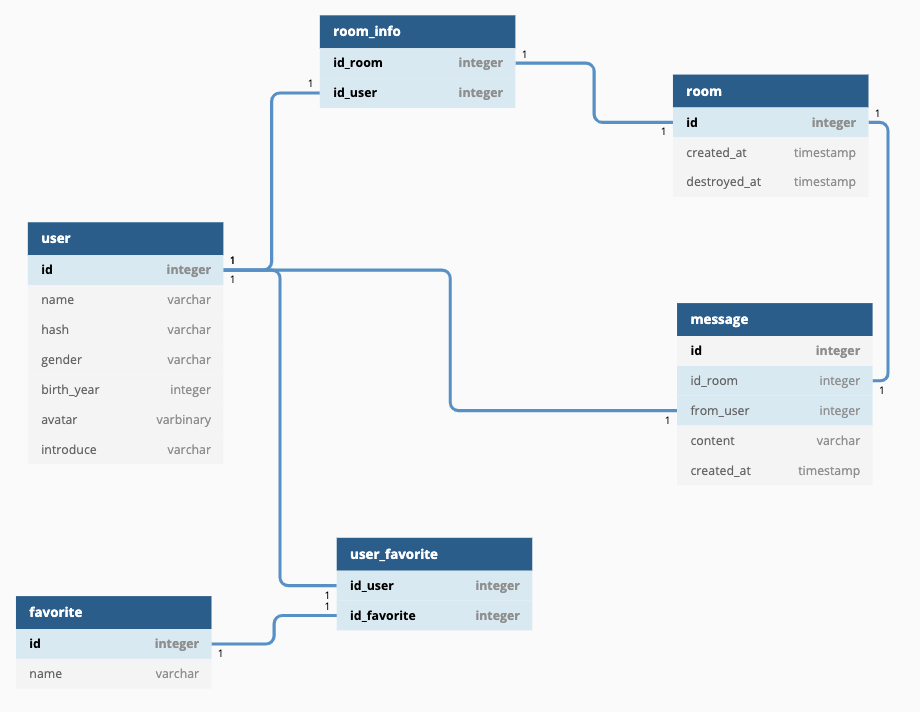 room_info
id_room integer
id_user integer
1
1
room
id integer
created_at timestamp
destroyed_at timestamp
1
1
user
id integer
name varchar
hash varchar
gender varchar
birth_year integer
avatar varbinary
introduce varchar
1
1
message
id integer
id_room integer
from_user integer
content varchar
created_at timestamp
1
1
user_favorite
id_user integer
id_favorite integer
1
1
favorite
id integer
name varchar
1